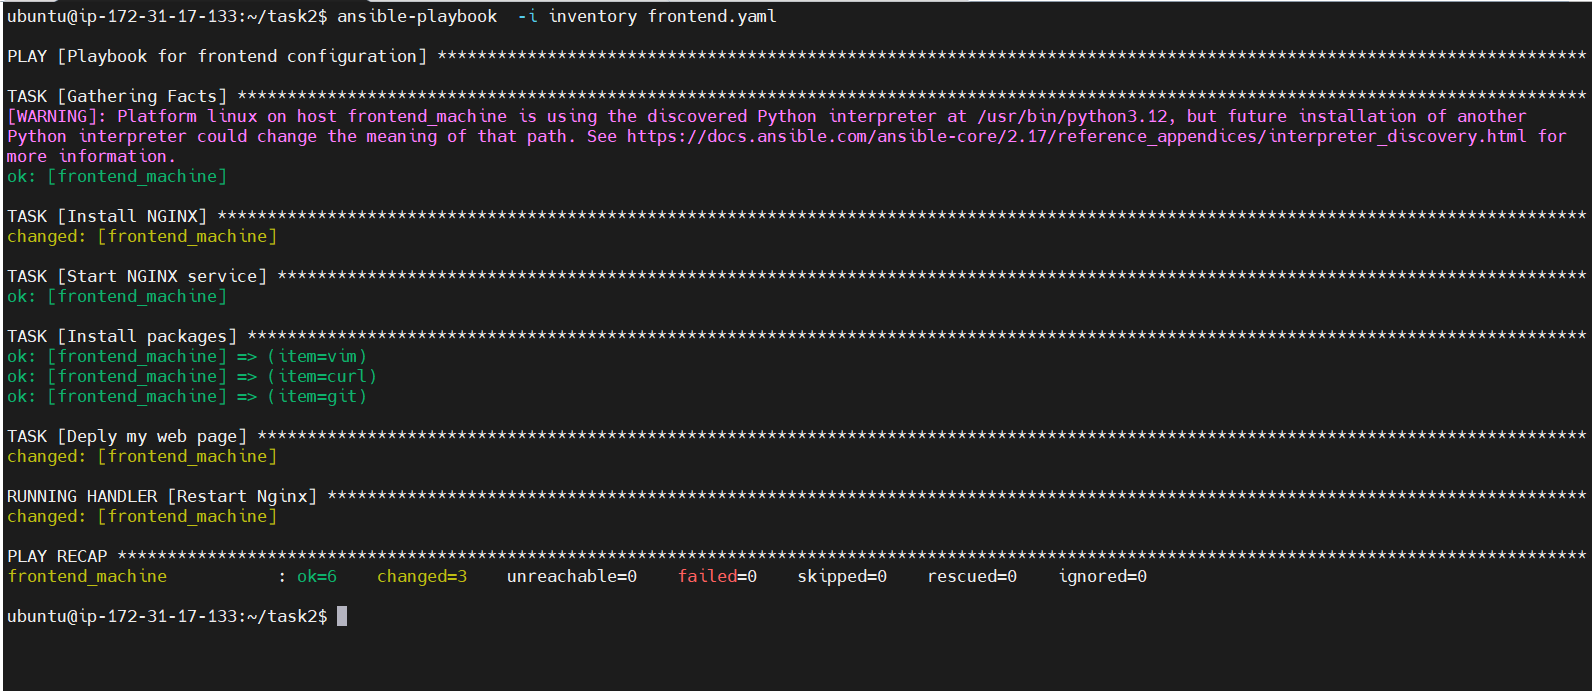 ubuntu@ip-172-31-17-133:~/task2$ ansible-playbook  -i inventory frontend.yaml
PLAY [Playbook for frontend configuration] *******************************************************************************************************************
TASK [Gathering Facts] ***************************************************************************************************************************************
[WARNING]: Platform linux on host frontend_machine is using the discovered Python interpreter at /usr/bin/python3.12, but future installation of another
Python interpreter could change the meaning of that path. See https://docs.ansible.com/ansible-core/2.17/reference_appendices/interpreter_discovery.html for
more information.
ok: [frontend_machine]
TASK [Install NGINX] *****************************************************************************************************************************************
changed: [frontend_machine]
TASK [Start NGINX service] ***********************************************************************************************************************************
ok: [frontend_machine]
TASK [Install packages] **************************************************************************************************************************************
ok: [frontend_machine] => (item=vim)
ok: [frontend_machine] => (item=curl)
ok: [frontend_machine] => (item=git)
TASK [Deply my web page] *************************************************************************************************************************************
changed: [frontend_machine]
RUNNING HANDLER [Restart Nginx] ******************************************************************************************************************************
changed: [frontend_machine]
PLAY RECAP ***************************************************************************************************************************************************
frontend_machine           : ok=6    changed=3    unreachable=0    failed=0    skipped=0    rescued=0    ignored=0
ubuntu@ip-172-31-17-133:~/task2$